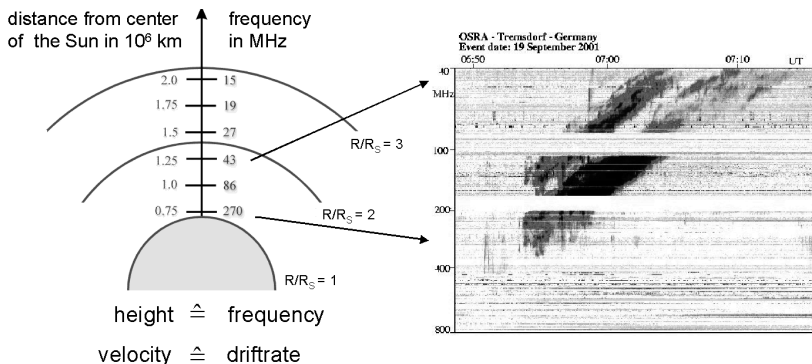 distance from center
of the Sun in 10⁶ km
frequency
in MHz
2.0 15
1.75 19
1.5 27
1.25 43
1.0 86
0.75 270
R/Rₛ = 3
R/Rₛ = 2
R/Rₛ = 1
height ≙ frequency
velocity ≙ driftrate
OSRA - Tremsdorf - Germany
Event date: 19 September 2001
06:50 07:00 07:10 UT
40
MHz
100
200
400
800